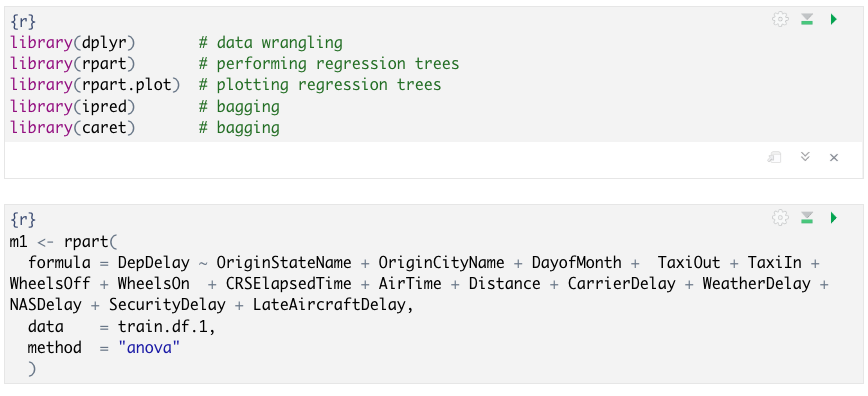 {r}
library(dplyr)       # data wrangling
library(rpart)       # performing regression trees
library(rpart.plot)  # plotting regression trees
library(ipred)       # bagging
library(caret)       # bagging
{r}
m1 <- rpart(
  formula = DepDelay ~ OriginStateName + OriginCityName + DayofMonth +  TaxiOut + TaxiIn +
WheelsOff + WheelsOn  + CRSElapsedTime + AirTime + Distance + CarrierDelay + WeatherDelay +
NASDelay + SecurityDelay + LateAircraftDelay,
  data    = train.df.1,
  method  = "anova"
  )